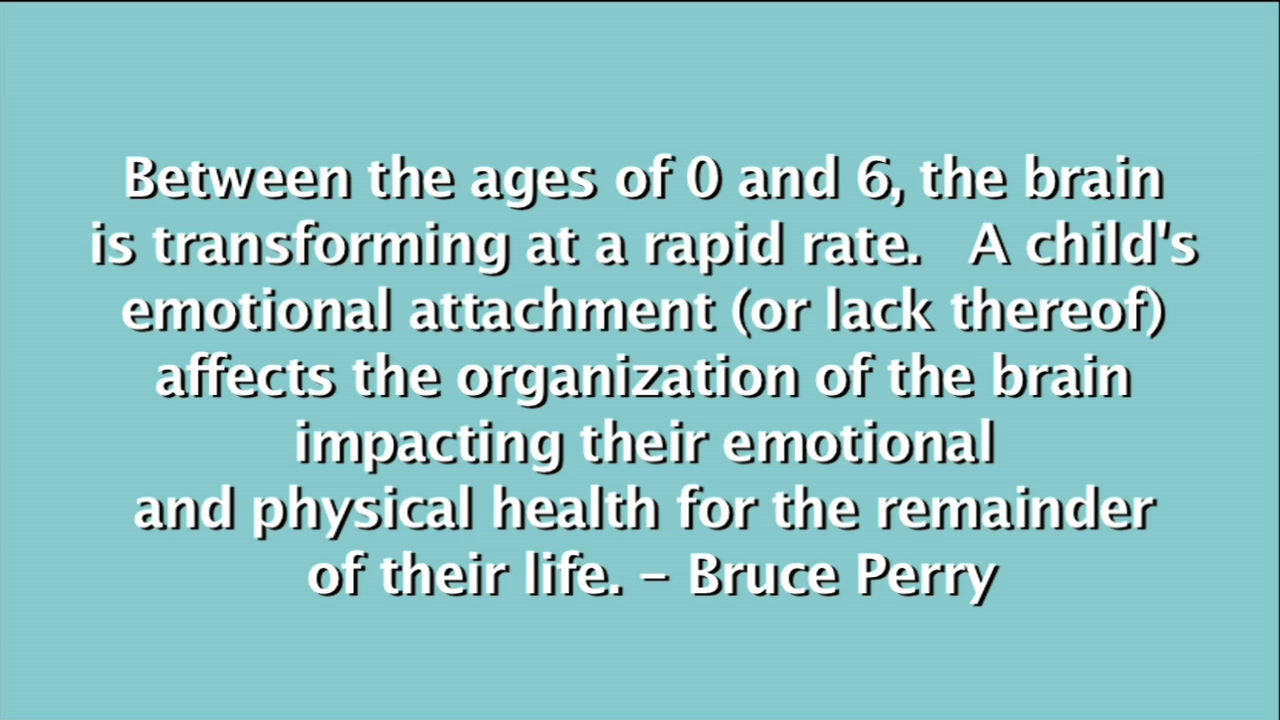 Between the ages of 0 and 6, the brain
is transforming at a rapid rate.   A child's
emotional attachment (or lack thereof)
affects the organization of the brain
impacting their emotional
and physical health for the remainder
of their life. – Bruce Perry